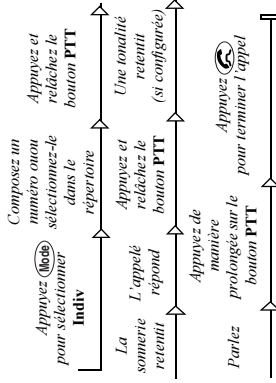 Appuyez Mode
pour sélectionner
Indiv
Composez un
numéro ouou
sélectionnez-le
dans le
répertoire
Appuyez et
relâchez le
bouton PTT
La
sonnerie
retentit
L'appelé
répond
Appuyez et
relâchez le
bouton PTT
Une tonalité
retentit
(si configurée)
Parlez
Appuyez de
manière
prolongée sur le
bouton PTT
Appuyez
pour terminer l'appel